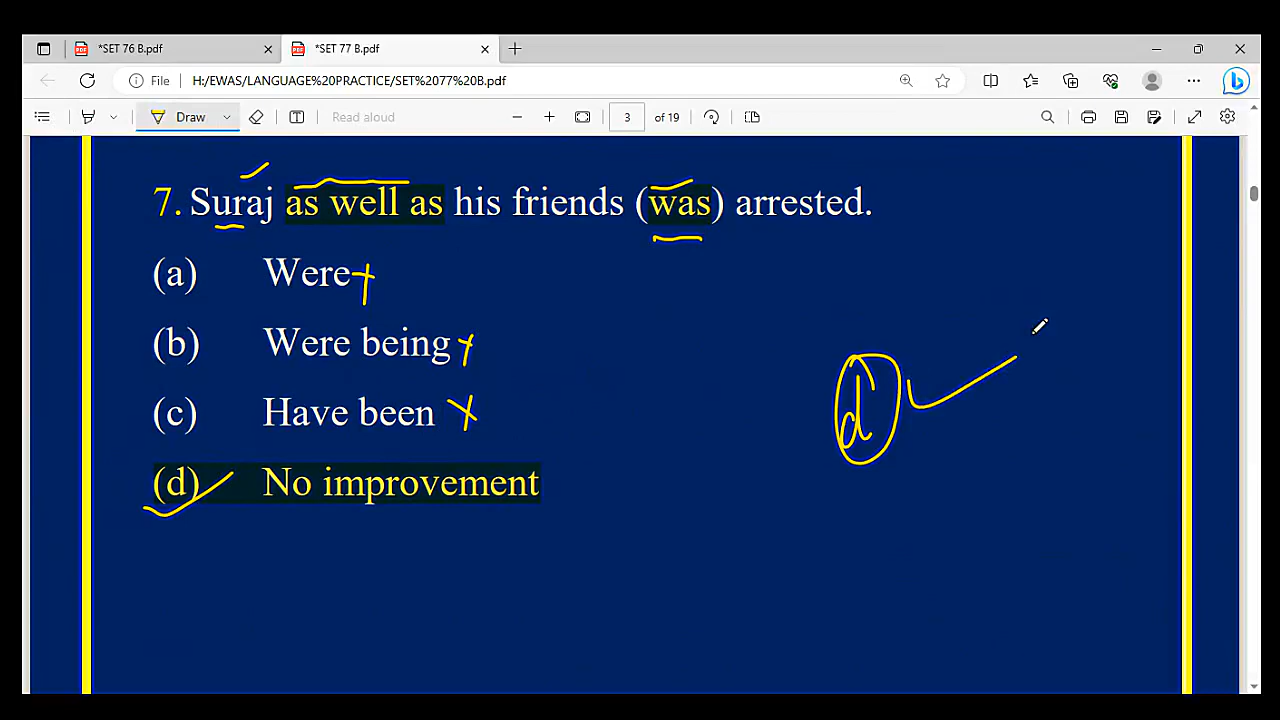 *SET 76 B.pdf
*SET 77 B.pdf
File H:/EWAS/LANGUAGE%20PRACTICE/SET%2077%20B.pdf
Draw Read aloud 3 of 19
7. Suraj as well as his friends (was) arrested.
(a) Were
(b) Were being
(c) Have been
(d) No improvement
d